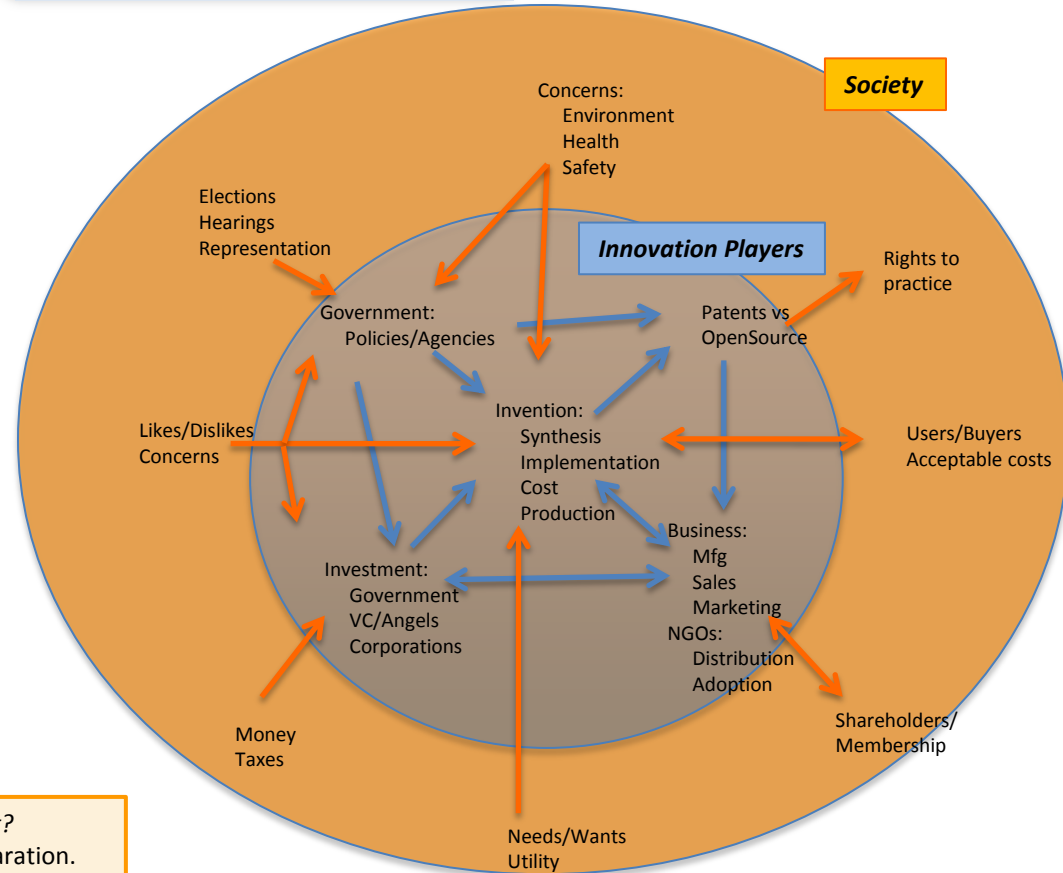 Society
Concerns:
Environment
Health
Safety
Elections
Hearings
Representation
Innovation Players
Rights to
practice
Government:
Policies/Agencies
Patents vs
OpenSource
Likes/Dislikes
Concerns
Invention:
Synthesis
Implementation
Cost
Production
Users/Buyers
Acceptable costs
Investment:
Government
VC/Angels
Corporations
Business:
Mfg
Sales
Marketing
NGOs:
Distribution
Adoption
Money
Taxes
Shareholders/
Membership
Needs/Wants
Utility